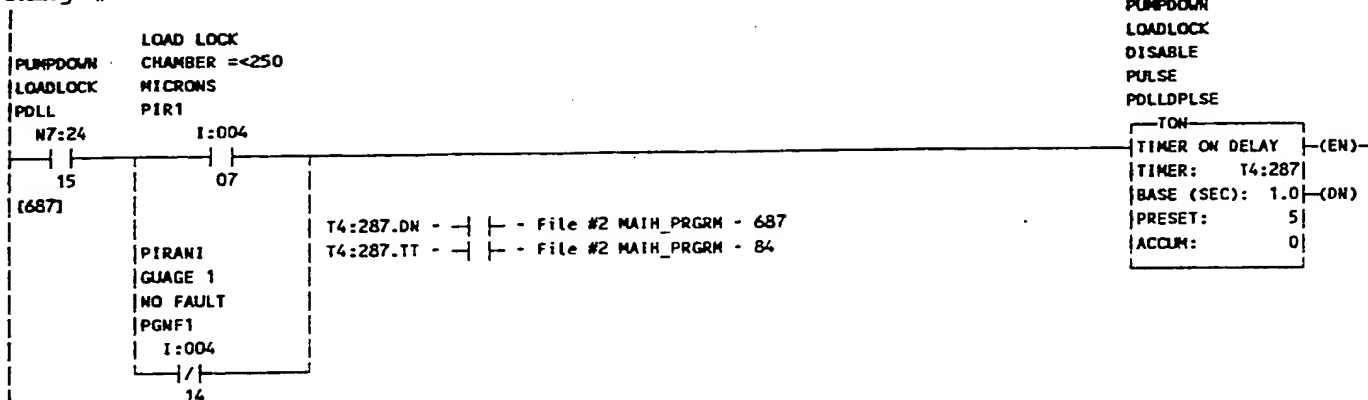 PUMPDOWN
LOADLOCK
DISABLE
PULSE
PDLLDPLSE
LOAD LOCK
PUMPDOWN CHAMBER =<250
LOADLOCK MICRONS
PDLL PIR1
N7:24 I:004
TON
TIMER ON DELAY (EN)
TIMER: T4:287
15 07
BASE (SEC): 1.0 (DN)
[687]
PRESET: 5
T4:287.DN - ┤ ├ - File #2 MAIH_PRGRM - 687
ACCUM: 0
T4:287.TT - ┤ ├ - File #2 MAIH_PRGRM - 84
PIRANI
GUAGE 1
NO FAULT
PGNF1
I:004
14